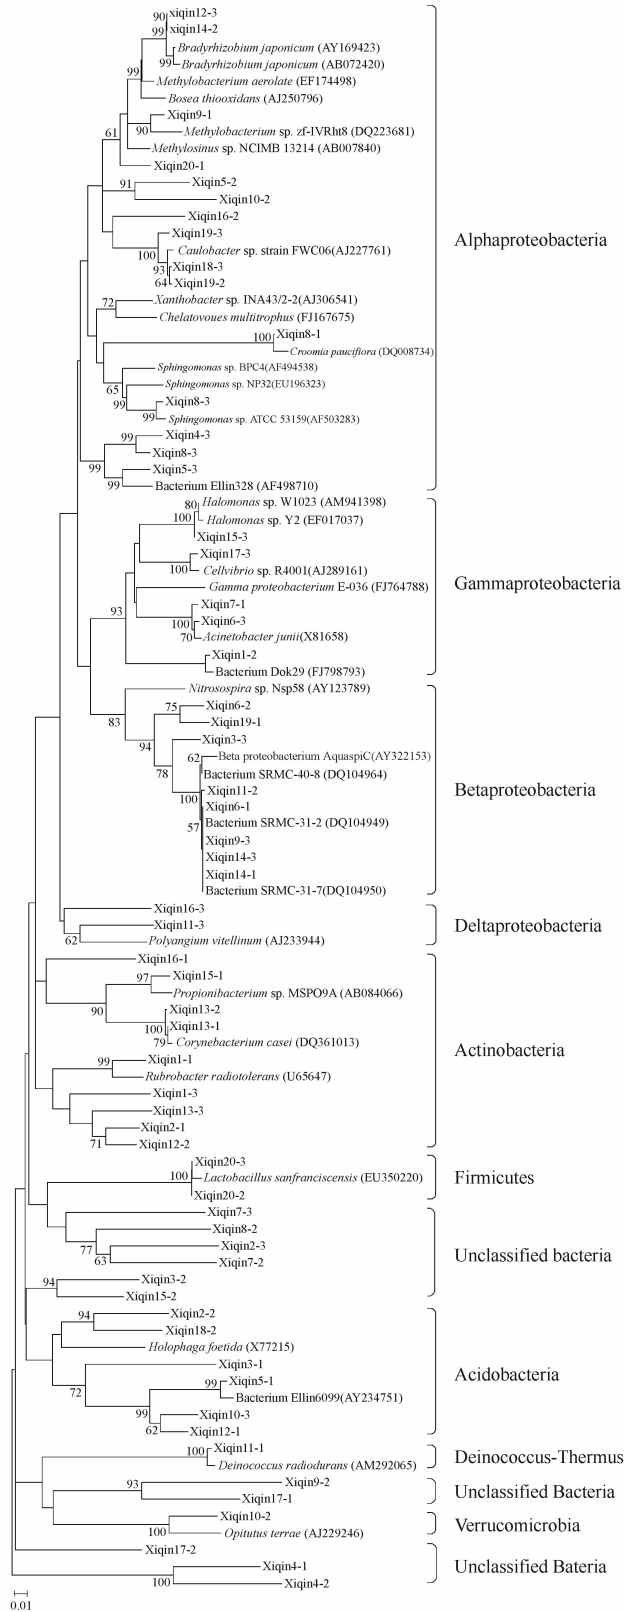 90 xiqin12-3
99 xiqin14-2
Bradyrhizobium japonicum (AY169423)
99 Bradyrhizobium japonicum (AB072420)
99 Methylobacterium aerolate (EF174498)
Bosea thiooxidans (AJ250796)
Xiqin9-1
90 Methylobacterium sp. zf-IVRht8 (DQ223681)
61 Methylosinus sp. NCIMB 13214 (AB007840)
Xiqin20-1
91 Xiqin5-2
Xiqin10-2
Xiqin16-2
Xiqin19-3
Alphaproteobacteria
100 Caulobacter sp. strain FWC06(AJ227761)
93 Xiqin18-3
64 Xiqin19-2
72 Xanthobacter sp. INA43/2-2(AJ306541)
Chelatovoues multitrophus (FJ167675)
100 Xiqin8-1
Croomia pauciflora (DQ008734)
Sphingomonas sp. BPC4(AF494538)
65 Sphingomonas sp. NP32(EU196323)
99 Xiqin8-3
99 Sphingomonas sp. ATCC 53159(AF503283)
99 Xiqin4-3
Xiqin8-3
99 Xiqin5-3
99 Bacterium Ellin328 (AF498710)
80 Halomonas sp. W1023 (AM941398)
100 Halomonas sp. Y2 (EF017037)
Xiqin15-3
Xiqin17-3
100 Cellvibrio sp. R4001(AJ289161)
Gammaproteobacteria
Gamma proteobacterium E-036 (FJ764788)
93 Xiqin7-1
100 Xiqin6-3
70 Acinetobacter junii(X81658)
Xiqin1-2
Bacterium Dok29 (FJ798793)
Nitrosospira sp. Nsp58 (AY123789)
83 75 Xiqin6-2
Xiqin19-1
94 Xiqin3-3
62 Beta proteobacterium AquaspiC(AY322153)
78 Bacterium SRMC-40-8 (DQ104964)
100 Xiqin11-2
Betaproteobacteria
Xiqin6-1
57 Bacterium SRMC-31-2 (DQ104949)
Xiqin9-3
Xiqin14-3
Xiqin14-1
Bacterium SRMC-31-7(DQ104950)
Xiqin16-3
Xiqin11-3
Deltaproteobacteria
62 Polyangium vitellinum (AJ233944)
Xiqin16-1
97 Xiqin15-1
Propionibacterium sp. MSPO9A (AB084066)
90 Xiqin13-2
100 Xiqin13-1
79 Corynebacterium casei (DQ361013)
Actinobacteria
99 Xiqin1-1
Rubrobacter radiotolerans (U65647)
Xiqin1-3
Xiqin13-3
Xiqin2-1
71 Xiqin12-2
Xiqin20-3
100 Lactobacillus sanfranciscensis (EU350220)
Firmicutes
Xiqin20-2
Xiqin7-3
Xiqin8-2
77 Xiqin2-3
Unclassified bacteria
63 Xiqin7-2
94 Xiqin3-2
Xiqin15-2
94 Xiqin2-2
Xiqin18-2
Holophaga foetida (X77215)
Xiqin3-1
Acidobacteria
72 99 Xiqin5-1
Bacterium Ellin6099(AY234751)
99 Xiqin10-3
62 Xiqin12-1
100 Xiqin11-1
Deinococcus-Thermus
Deinococcus radiodurans (AM292065)
93 Xiqin9-2
Unclassified Bacteria
Xiqin17-1
Xiqin10-2
Verrucomicrobia
100 Opitutus terrae (AJ229246)
Xiqin17-2
Xiqin4-1
Unclassified Bateria
100 Xiqin4-2
0.01